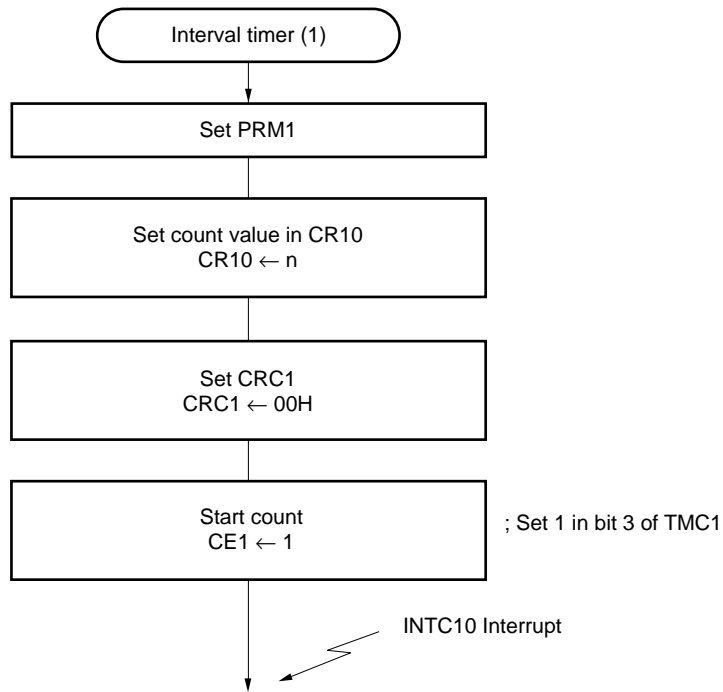 Interval timer (1)
Set PRM1
Set count value in CR10
CR10 ← n
Set CRC1
CRC1 ← 00H
Start count
CE1 ← 1
; Set 1 in bit 3 of TMC1
INTC10 Interrupt